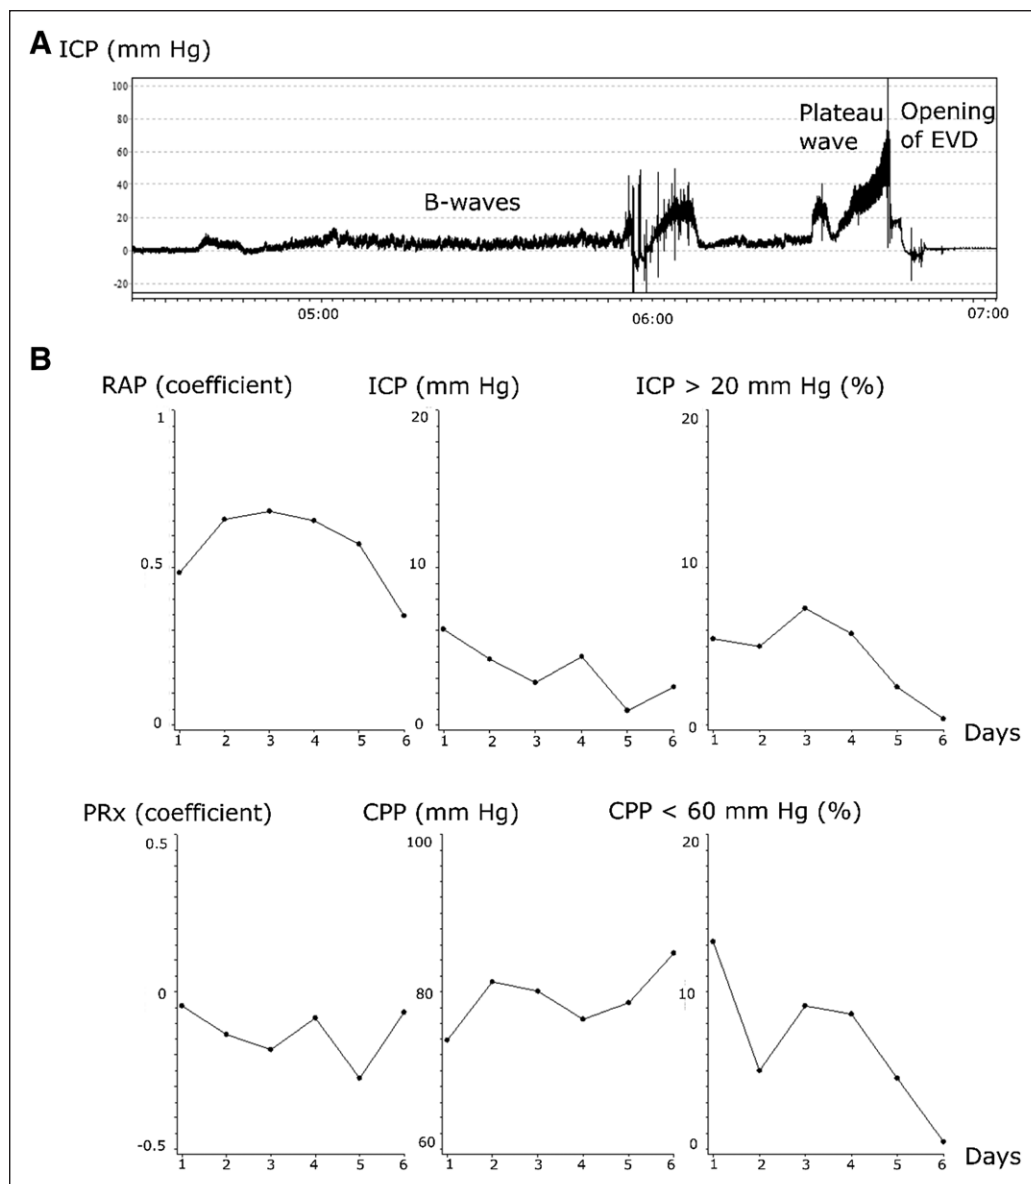 A ICP (mm Hg)
100
80
60
40
20
0
-20
B-waves
Plateau wave
Opening of EVD
05:00
06:00
07:00
B
RAP (coefficient)
1
0.5
0
1 2 3 4 5 6
ICP (mm Hg)
20
10
0
1 2 3 4 5 6
ICP > 20 mm Hg (%)
20
10
0
1 2 3 4 5 6
Days
PRx (coefficient)
0.5
0
-0.5
1 2 3 4 5 6
CPP (mm Hg)
100
80
60
1 2 3 4 5 6
CPP < 60 mm Hg (%)
20
10
0
1 2 3 4 5 6
Days